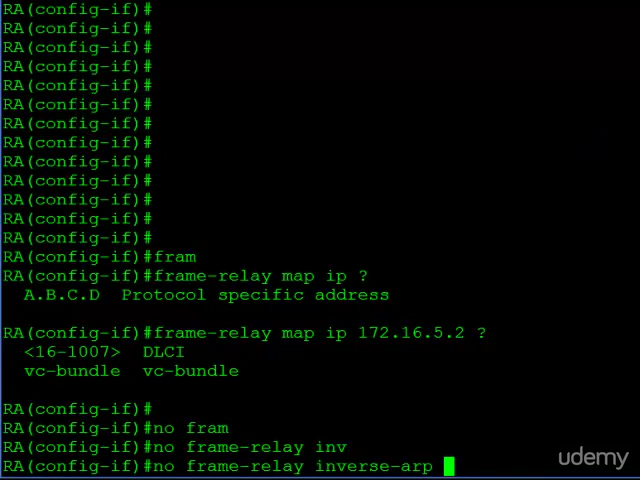 RA(config-if)#
RA(config-if)#
RA(config-if)#
RA(config-if)#
RA(config-if)#
RA(config-if)#
RA(config-if)#
RA(config-if)#
RA(config-if)#
RA(config-if)#
RA(config-if)#
RA(config-if)#
RA(config-if)#
RA(config-if)#fram
RA(config-if)#frame-relay map ip ?
  A.B.C.D  Protocol specific address

RA(config-if)#frame-relay map ip 172.16.5.2 ?
  <16-1007>  DLCI
  vc-bundle  vc-bundle

RA(config-if)#
RA(config-if)#no fram
RA(config-if)#no frame-relay inv
RA(config-if)#no frame-relay inverse-arp
udemy